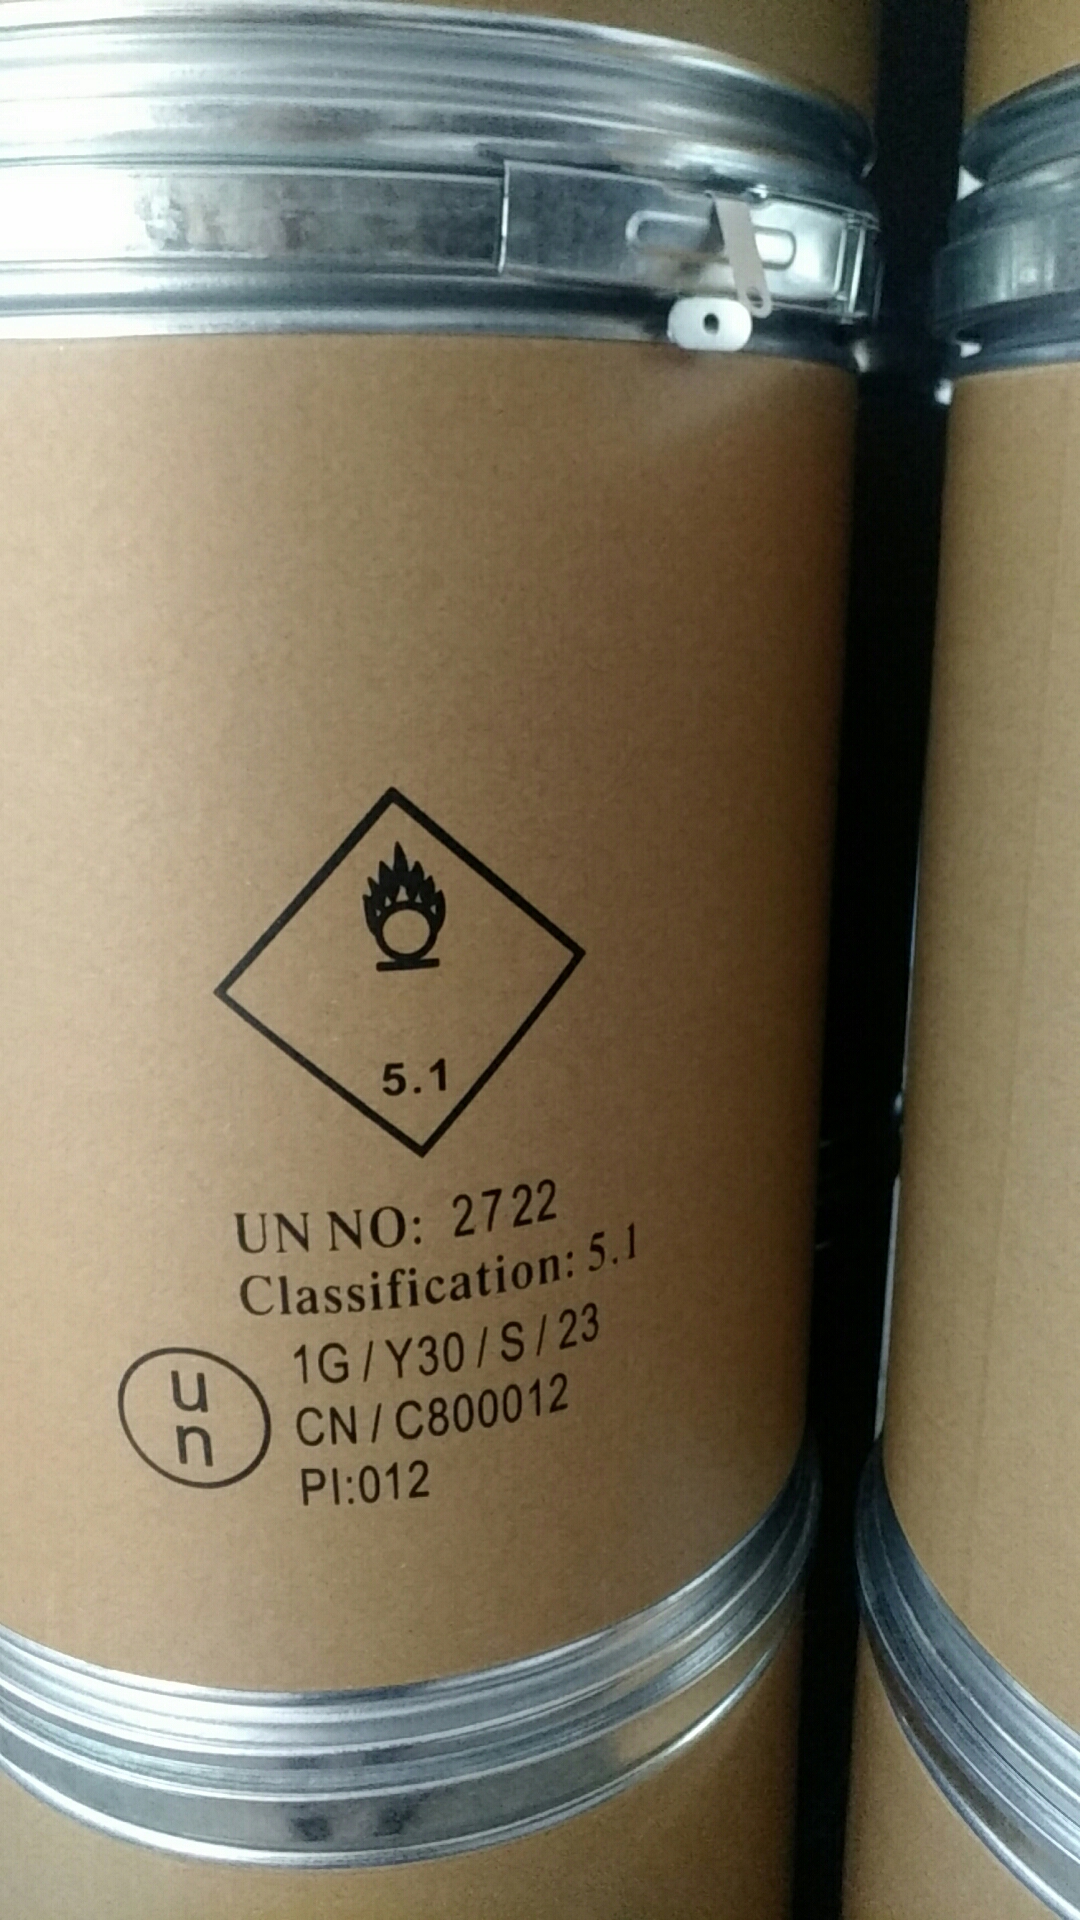 5.1
UN NO: 2722
Classification: 5.1
u
n
1G / Y30 / S / 23
CN / C800012
PI:012